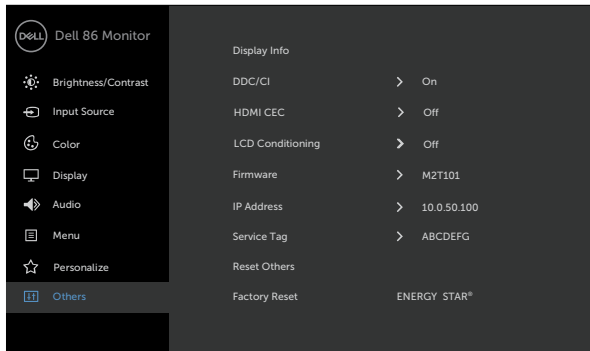 DELL Dell 86 Monitor
Brightness/Contrast
Input Source
Color
Display
Audio
Menu
Personalize
Others
Display Info
DDC/CI > On
HDMI CEC > Off
LCD Conditioning > Off
Firmware > M2T101
IP Address > 10.0.50.100
Service Tag > ABCDEFG
Reset Others
Factory Reset ENERGY STAR®